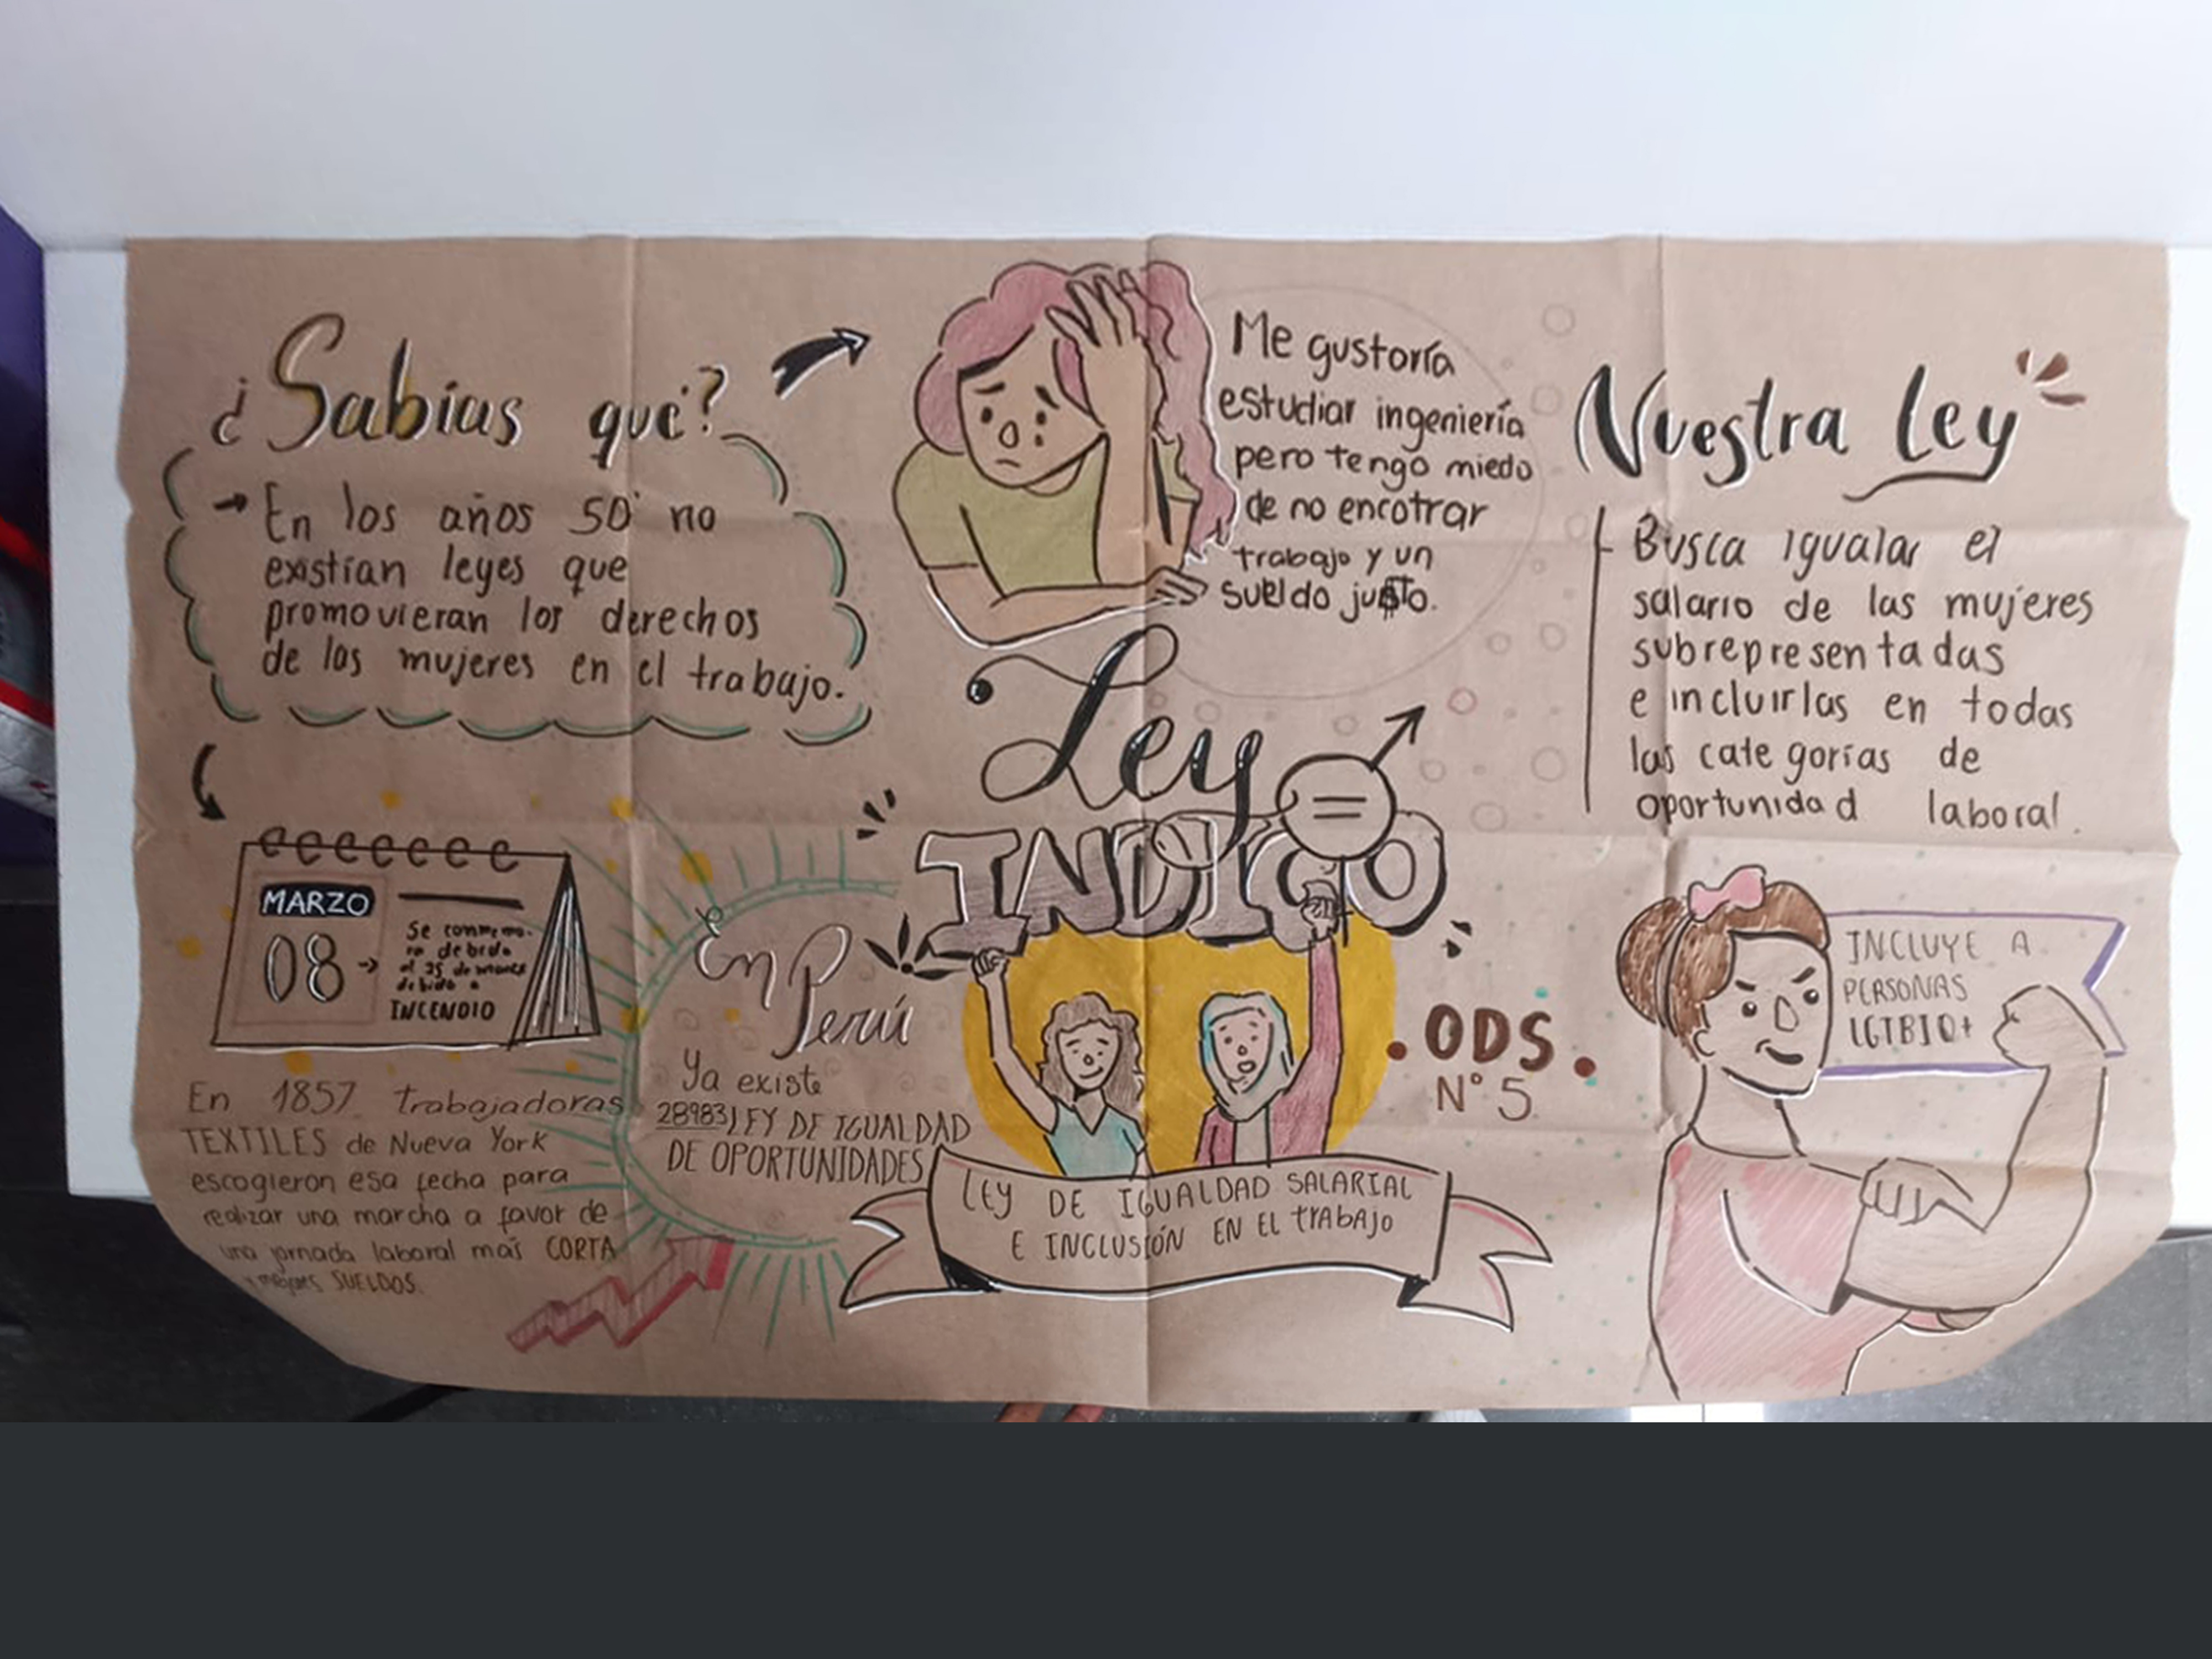 ¿Sabías qué?
→ En los años 50' no
existían leyes que
promovieran los derechos
de las mujeres en el trabajo.
MARZO
08 →
Se conmemo-
ra debido
al 25 de marzo
debido a
INCENDIO
En 1857 trabajadoras
TEXTILES de Nueva York
escogieron esa fecha para
realizar una marcha a favor de
una jornada laboral más CORTA
y mejores SUELDOS.
Me gustaría
estudiar ingeniería
pero tengo miedo
de no encotrar
trabajo y un
sueldo ju$to.
Ley
INDIGO
En Perú
Ya existe
28983 LEY DE IGUALDAD
DE OPORTUNIDADES
LEY DE IGUALDAD SALARIAL
E INCLUSIÓN EN EL trabajo
.ODS.
N° 5
Nuestra Ley
Busca igualar el
salario de las mujeres
subrepresentadas
e incluirlas en todas
las categorías de
oportunidad laboral.
INCLUYE A
PERSONAS
LGTBIQ+